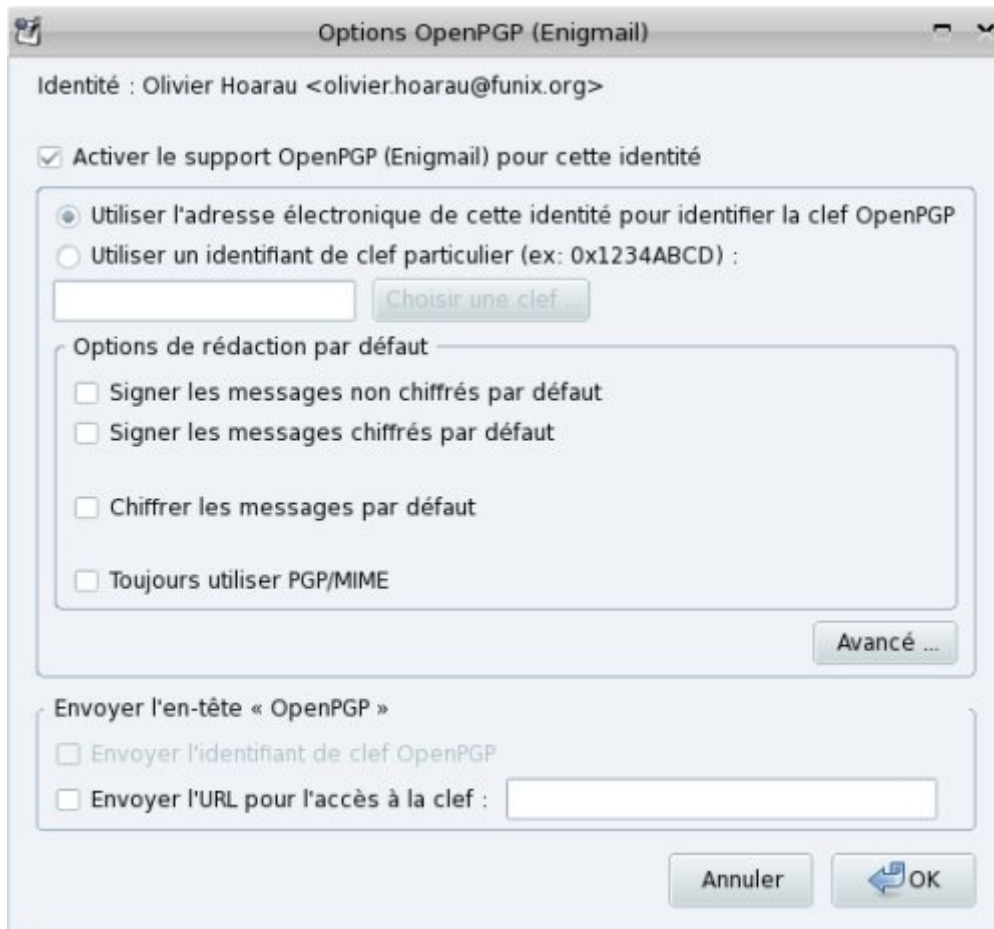 Options OpenPGP (Enigmail)
Identité : Olivier Hoarau <olivier.hoarau@funix.org>
Activer le support OpenPGP (Enigmail) pour cette identité
Utiliser l'adresse électronique de cette identité pour identifier la clef OpenPGP
Utiliser un identifiant de clef particulier (ex: 0x1234ABCD) :
Choisir une clef ...
Options de rédaction par défaut
Signer les messages non chiffrés par défaut
Signer les messages chiffrés par défaut
Chiffrer les messages par défaut
Toujours utiliser PGP/MIME
Avancé ...
Envoyer l'en-tête « OpenPGP »
Envoyer l'identifiant de clef OpenPGP
Envoyer l'URL pour l'accès à la clef :
Annuler
OK